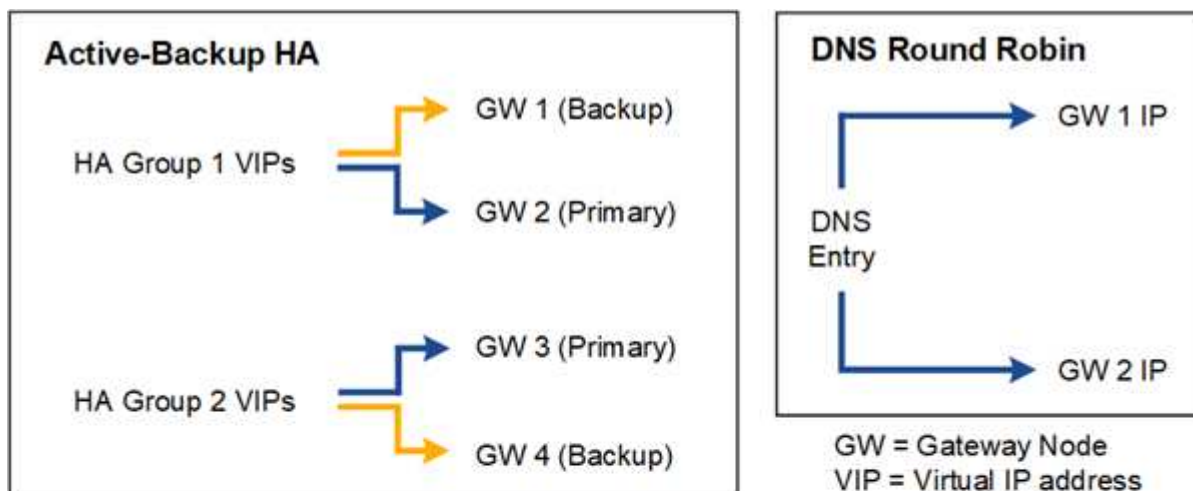 Active-Backup HA
GW 1 (Backup)
HA Group 1 VIPs
GW 2 (Primary)
GW 3 (Primary)
HA Group 2 VIPs
GW 4 (Backup)
DNS Round Robin
GW 1 IP
DNS
Entry
GW 2 IP
GW = Gateway Node
VIP = Virtual IP address